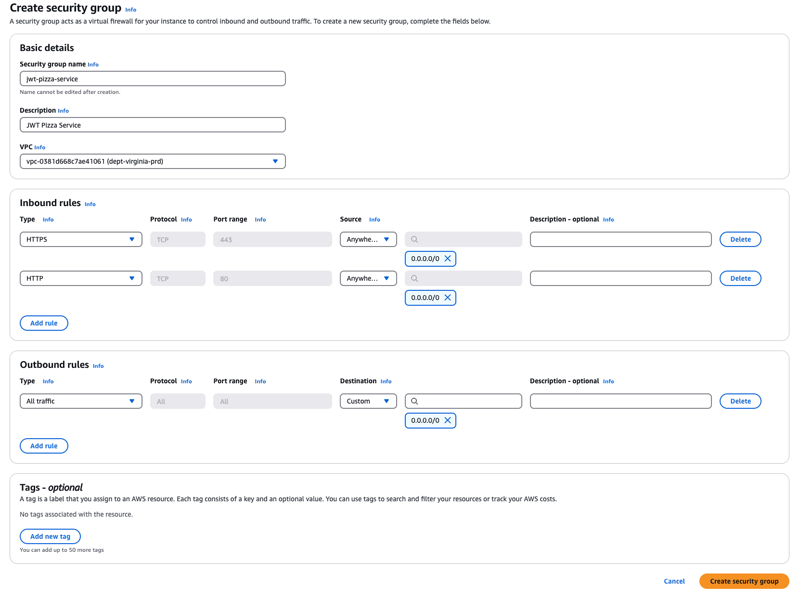 Create security group Info
A security group acts as a virtual firewall for your instance to control inbound and outbound traffic. To create a new security group, complete the fields below.
Basic details
Security group name Info
jwt-pizza-service
Name cannot be edited after creation.
Description Info
JWT Pizza Service
VPC Info
vpc-0381d668c7ae41061 (dept-virginia-prd)
Inbound rules Info
Type Info Protocol Info Port range Info Source Info Description - optional Info
HTTPS TCP 443 Anywhe... Delete
0.0.0.0/0
HTTP TCP 80 Anywhe... Delete
0.0.0.0/0
Add rule
Outbound rules Info
Type Info Protocol Info Port range Info Destination Info Description - optional Info
All traffic All All Custom Delete
0.0.0.0/0
Add rule
Tags - optional
A tag is a label that you assign to an AWS resource. Each tag consists of a key and an optional value. You can use tags to search and filter your resources or track your AWS costs.
No tags associated with the resource.
Add new tag
You can add up to 50 more tags
Cancel Create security group